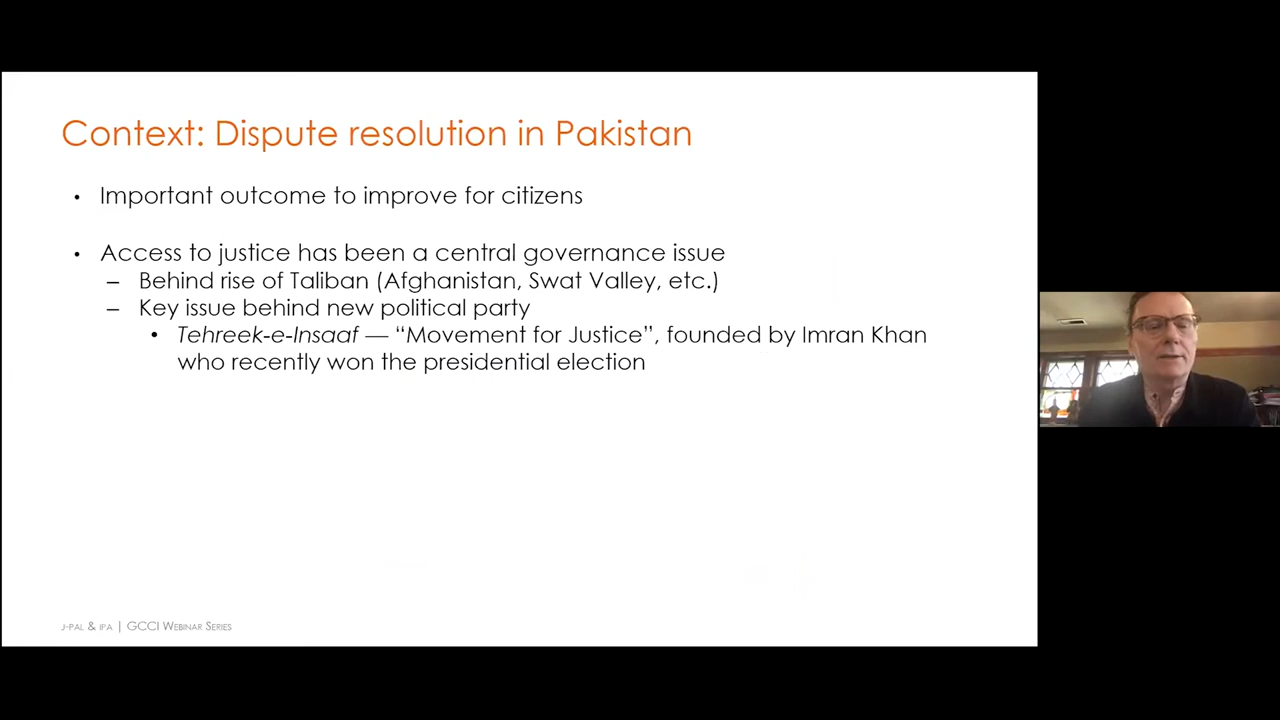 Context: Dispute resolution in Pakistan
• Important outcome to improve for citizens
• Access to justice has been a central governance issue
– Behind rise of Taliban (Afghanistan, Swat Valley, etc.)
– Key issue behind new political party
• Tehreek-e-Insaaf — “Movement for Justice”, founded by Imran Khan
who recently won the presidential election
J-PAL & IPA | GCCI WEBINAR SERIES